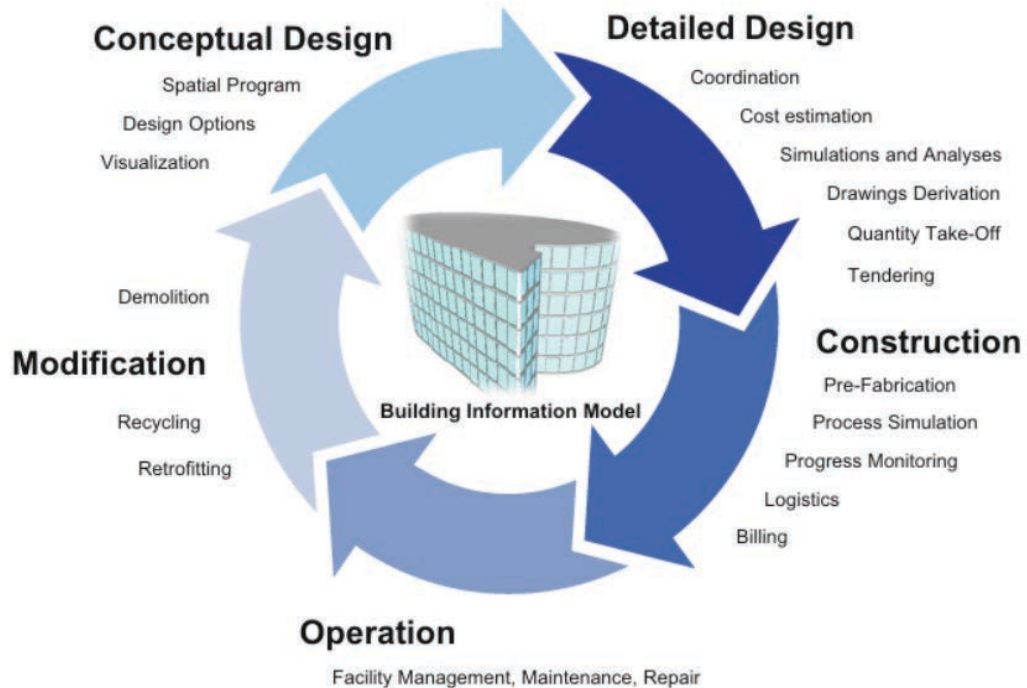 Conceptual Design
Spatial Program
Design Options
Visualization
Detailed Design
Coordination
Cost estimation
Simulations and Analyses
Drawings Derivation
Quantity Take-Off
Tendering
Construction
Pre-Fabrication
Process Simulation
Progress Monitoring
Logistics
Billing
Operation
Facility Management, Maintenance, Repair
Demolition
Modification
Recycling
Retrofitting
Building Information Model